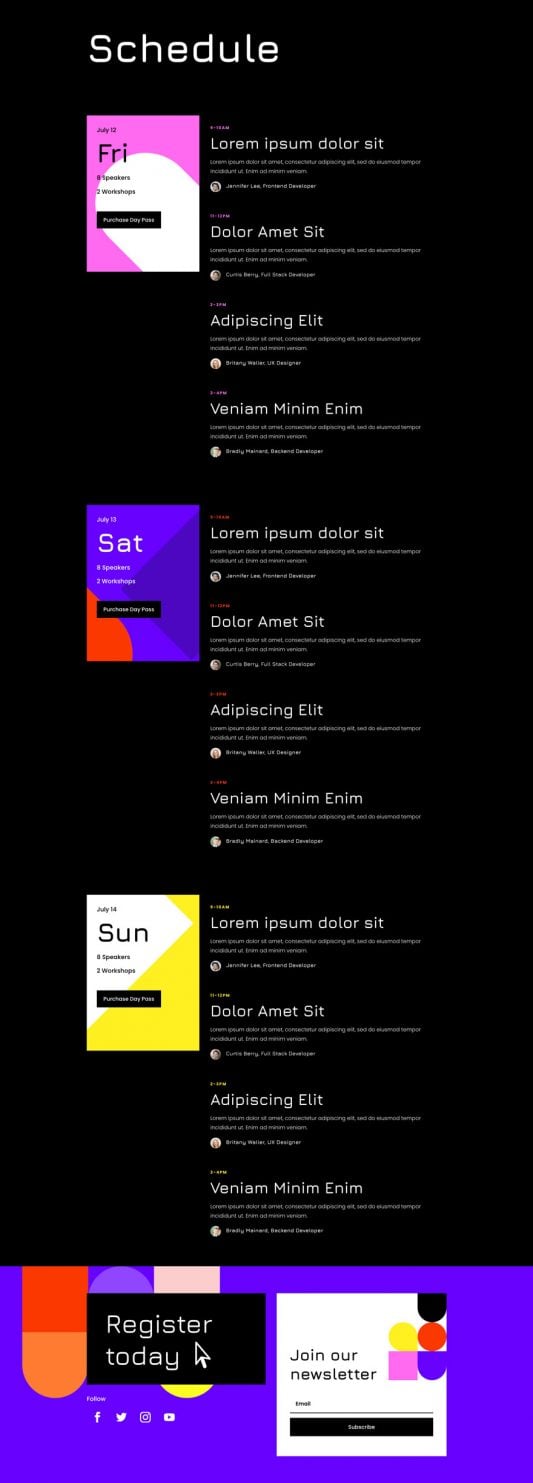 Schedule
July 12
Fri
8 Speakers
2 Workshops
Purchase Day Pass
9-10AM
Lorem ipsum dolor sit
Lorem ipsum dolor sit amet, consectetur adipiscing elit, sed do eiusmod tempor
incididunt ut. Enim ad minim veniam.
Jennifer Lee, Frontend Developer
11-12PM
Dolor Amet Sit
Lorem ipsum dolor sit amet, consectetur adipiscing elit, sed do eiusmod tempor
incididunt ut. Enim ad minim veniam.
Curtis Berry, Full Stack Developer
2-3PM
Adipiscing Elit
Lorem ipsum dolor sit amet, consectetur adipiscing elit, sed do eiusmod tempor
incididunt ut. Enim ad minim veniam.
Britany Waller, UX Designer
3-4PM
Veniam Minim Enim
Lorem ipsum dolor sit amet, consectetur adipiscing elit, sed do eiusmod tempor
incididunt ut. Enim ad minim veniam.
Bradly Mainard, Backend Developer
July 13
Sat
8 Speakers
2 Workshops
Purchase Day Pass
9-10AM
Lorem ipsum dolor sit
Lorem ipsum dolor sit amet, consectetur adipiscing elit, sed do eiusmod tempor
incididunt ut. Enim ad minim veniam.
Jennifer Lee, Frontend Developer
11-12PM
Dolor Amet Sit
Lorem ipsum dolor sit amet, consectetur adipiscing elit, sed do eiusmod tempor
incididunt ut. Enim ad minim veniam.
Curtis Berry, Full Stack Developer
2-3PM
Adipiscing Elit
Lorem ipsum dolor sit amet, consectetur adipiscing elit, sed do eiusmod tempor
incididunt ut. Enim ad minim veniam.
Britany Waller, UX Designer
3-4PM
Veniam Minim Enim
Lorem ipsum dolor sit amet, consectetur adipiscing elit, sed do eiusmod tempor
incididunt ut. Enim ad minim veniam.
Bradly Mainard, Backend Developer
July 14
Sun
8 Speakers
2 Workshops
Purchase Day Pass
9-10AM
Lorem ipsum dolor sit
Lorem ipsum dolor sit amet, consectetur adipiscing elit, sed do eiusmod tempor
incididunt ut. Enim ad minim veniam.
Jennifer Lee, Frontend Developer
11-12PM
Dolor Amet Sit
Lorem ipsum dolor sit amet, consectetur adipiscing elit, sed do eiusmod tempor
incididunt ut. Enim ad minim veniam.
Curtis Berry, Full Stack Developer
2-3PM
Adipiscing Elit
Lorem ipsum dolor sit amet, consectetur adipiscing elit, sed do eiusmod tempor
incididunt ut. Enim ad minim veniam.
Britany Waller, UX Designer
3-4PM
Veniam Minim Enim
Lorem ipsum dolor sit amet, consectetur adipiscing elit, sed do eiusmod tempor
incididunt ut. Enim ad minim veniam.
Bradly Mainard, Backend Developer
Register
today
Follow
Join our
newsletter
Email
Subscribe